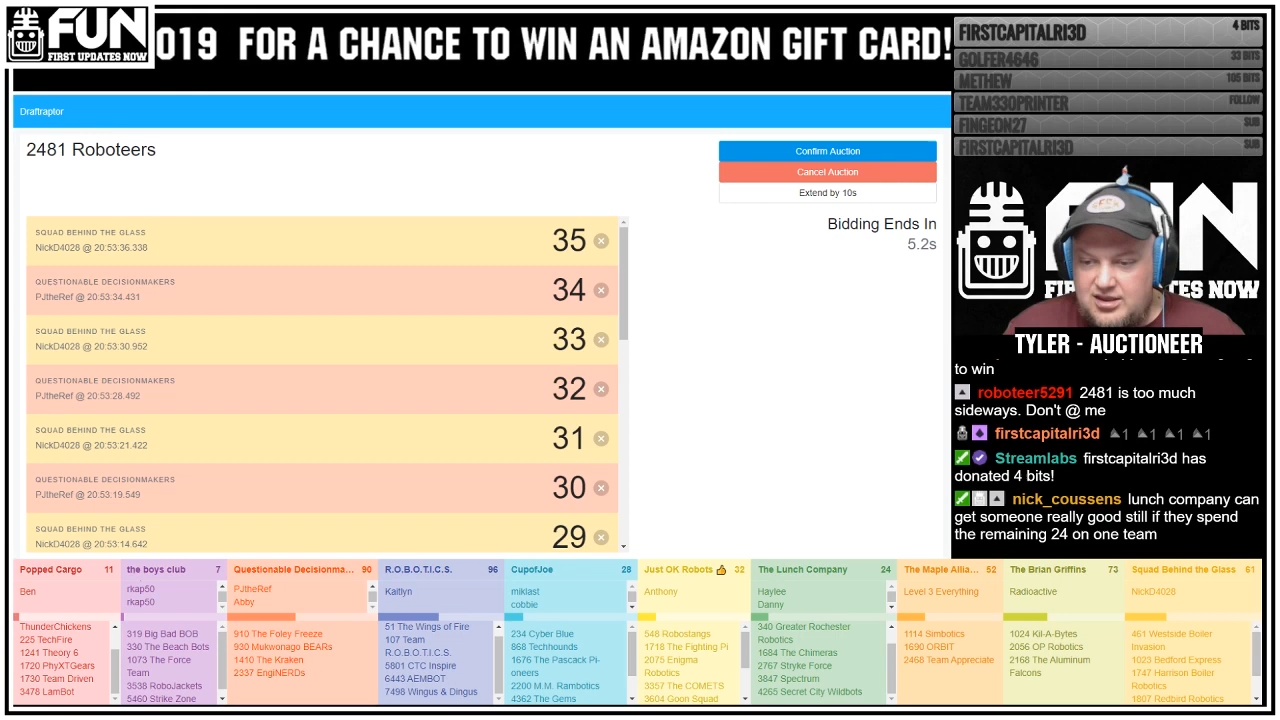 FUN
FIRST UPDATES NOW
019 FOR A CHANCE TO WIN AN AMAZON GIFT CARD!
Draftraptor
2481 Roboteers
Confirm Auction
Cancel Auction
Extend by 10s
Bidding Ends In
5.2s
SQUAD BEHIND THE GLASS
NickD4028 @ 20:53:36.338
35
QUESTIONABLE DECISIONMAKERS
PJtheRef @ 20:53:34.431
34
SQUAD BEHIND THE GLASS
NickD4028 @ 20:53:30.952
33
QUESTIONABLE DECISIONMAKERS
PJtheRef @ 20:53:28.492
32
SQUAD BEHIND THE GLASS
NickD4028 @ 20:53:21.422
31
QUESTIONABLE DECISIONMAKERS
PJtheRef @ 20:53:19.549
30
SQUAD BEHIND THE GLASS
NickD4028 @ 20:53:14.642
29
FIRSTCAPITALRI3D 4 BITS
GOLFER4646 33 BITS
METHEW 105 BITS
TEAM330PRINTER FOLLOW
FINGEON27 SUB
FIRSTCAPITALRI3D SUB
TYLER - AUCTIONEER
to win
roboteer5291 2481 is too much
sideways. Don't @ me
firstcapitalri3d 1 1 1 1
Streamlabs firstcapitalri3d has
donated 4 bits!
nick_coussens lunch company can
get someone really good still if they spend
the remaining 24 on one team
Popped Cargo 11
Ben
ThunderChickens
225 TechFire
1241 Theory 6
1720 PhyXTGears
1730 Team Driven
3478 LamBot
the boys club 7
rkap50
rkap50
319 Big Bad BOB
330 The Beach Bots
1073 The Force
Team
3538 RoboJackets
5460 Strike Zone
Questionable Decisionma... 90
PJtheRef
Abby
910 The Foley Freeze
930 Mukwonago BEARs
1410 The Kraken
2337 EngiNERDs
R.O.B.O.T.I.C.S. 96
Kaitlyn
51 The Wings of Fire
107 Team
R.O.B.O.T.I.C.S.
5801 CTC Inspire
6443 AEMBOT
7498 Wingus & Dingus
CupofJoe 28
miklast
cobbie
234 Cyber Blue
868 Techhounds
1676 The Pascack Pi-
oneers
2200 M.M. Rambotics
4362 The Gems
Just OK Robots 👍 32
Anthony
548 Robostangs
1718 The Fighting Pi
2075 Enigma
Robotics
3357 The COMETS
3604 Goon Squad
The Lunch Company 24
Haylee
Danny
340 Greater Rochester
Robotics
1684 The Chimeras
2767 Stryke Force
3847 Spectrum
4265 Secret City Wildbots
The Maple Allia... 52
Level 3 Everything
1114 Simbotics
1690 ORBIT
2468 Team Appreciate
The Brian Griffins 73
Radioactive
1024 Kil-A-Bytes
2056 OP Robotics
2168 The Aluminum
Falcons
Squad Behind the Glass 61
NickD4028
461 Westside Boiler
Invasion
1023 Bedford Express
1747 Harrison Boiler
Robotics
1807 Redbird Robotics